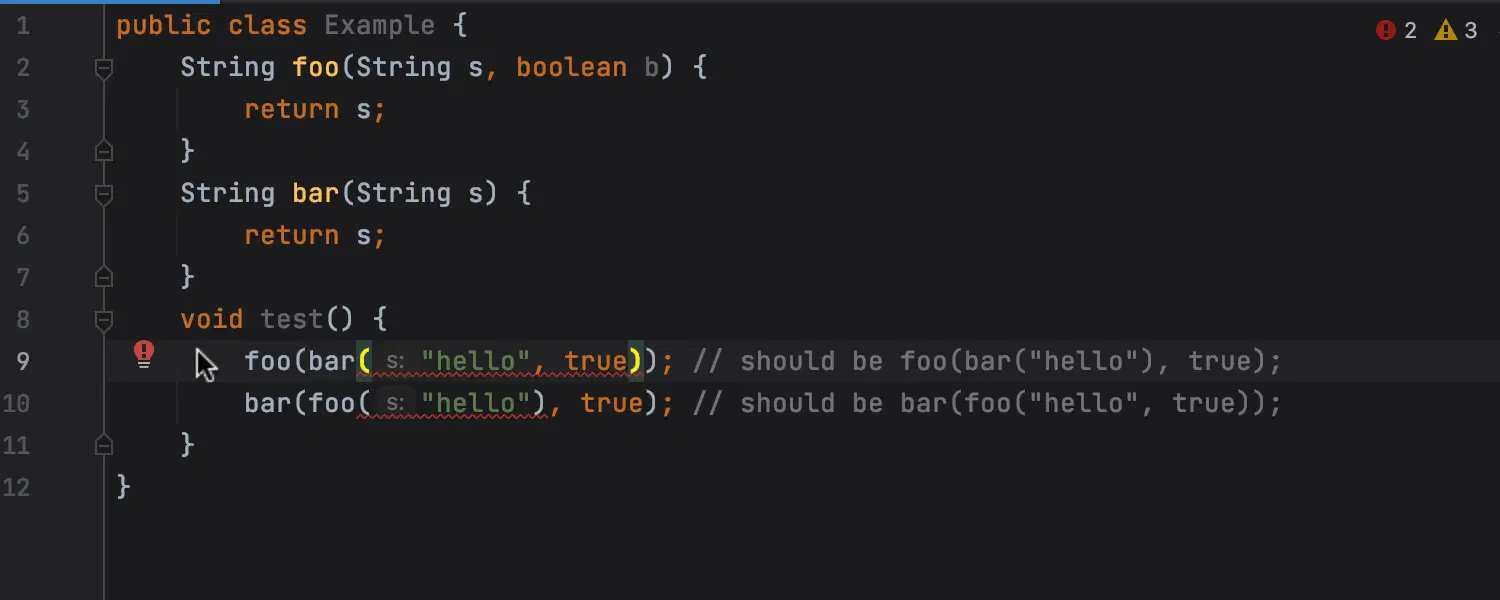 1 public class Example { 2 3
2 String foo(String s, boolean b) {
3 return s;
4 }
5 String bar(String s) {
6 return s;
7 }
8 void test() {
9 foo(bar( s: "hello", true)); // should be foo(bar("hello"), true);
10 bar(foo( s: "hello"), true); // should be bar(foo("hello", true));
11 }
12 }